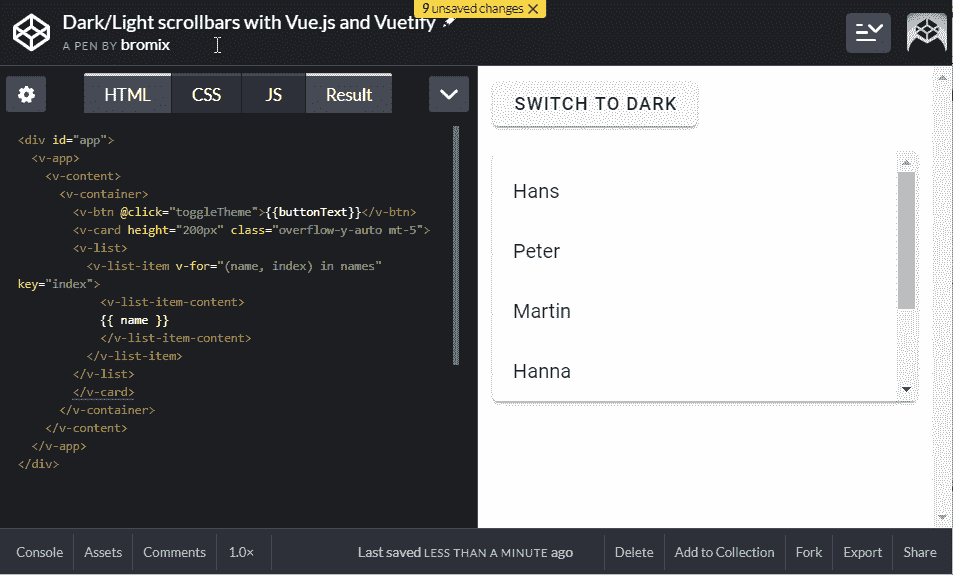 9 unsaved changes ×
Dark/Light scrollbars with Vue.js and Vuetify
A PEN BY bromix
HTML CSS JS Result
<div id="app">
<v-app>
<v-content>
<v-container>
<v-btn @click="toggleTheme">{{buttonText}}</v-btn>
<v-card height="200px" class="overflow-y-auto mt-5">
<v-list>
<v-list-item v-for="(name, index) in names"
key="index">
<v-list-item-content>
{{ name }}
</v-list-item-content>
</v-list-item>
</v-list>
</v-card>
</v-container>
</v-content>
</v-app>
</div>
SWITCH TO DARK
Hans
Peter
Martin
Hanna
Console Assets Comments 1.0× Last saved LESS THAN A MINUTE ago Delete Add to Collection Fork Export Share